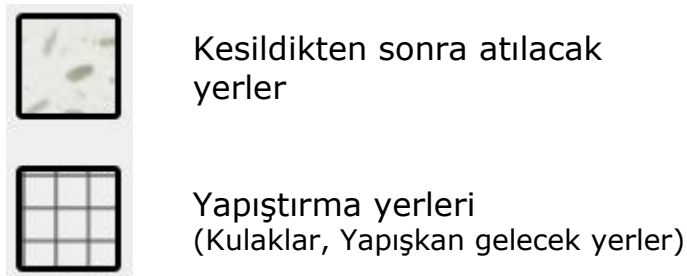 Kesildikten sonra atılacak
yerler
Yapıştırma yerleri
(Kulaklar, Yapışkan gelecek yerler)